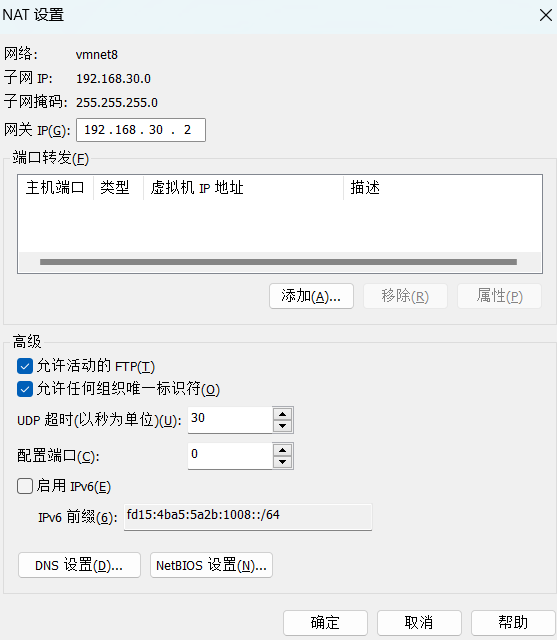 NAT 设置
网络: vmnet8
子网 IP: 192.168.30.0
子网掩码: 255.255.255.0
网关 IP(G): 192 . 168 . 30 . 2
端口转发(F)
主机端口 类型 虚拟机 IP 地址 描述
添加(A)... 移除(R) 属性(P)
高级
允许活动的 FTP(T)
允许任何组织唯一标识符(O)
UDP 超时(以秒为单位)(U): 30
配置端口(C): 0
启用 IPv6(E)
IPv6 前缀(6): fd15:4ba5:5a2b:1008::/64
DNS 设置(D)... NetBIOS 设置(N)...
确定 取消 帮助